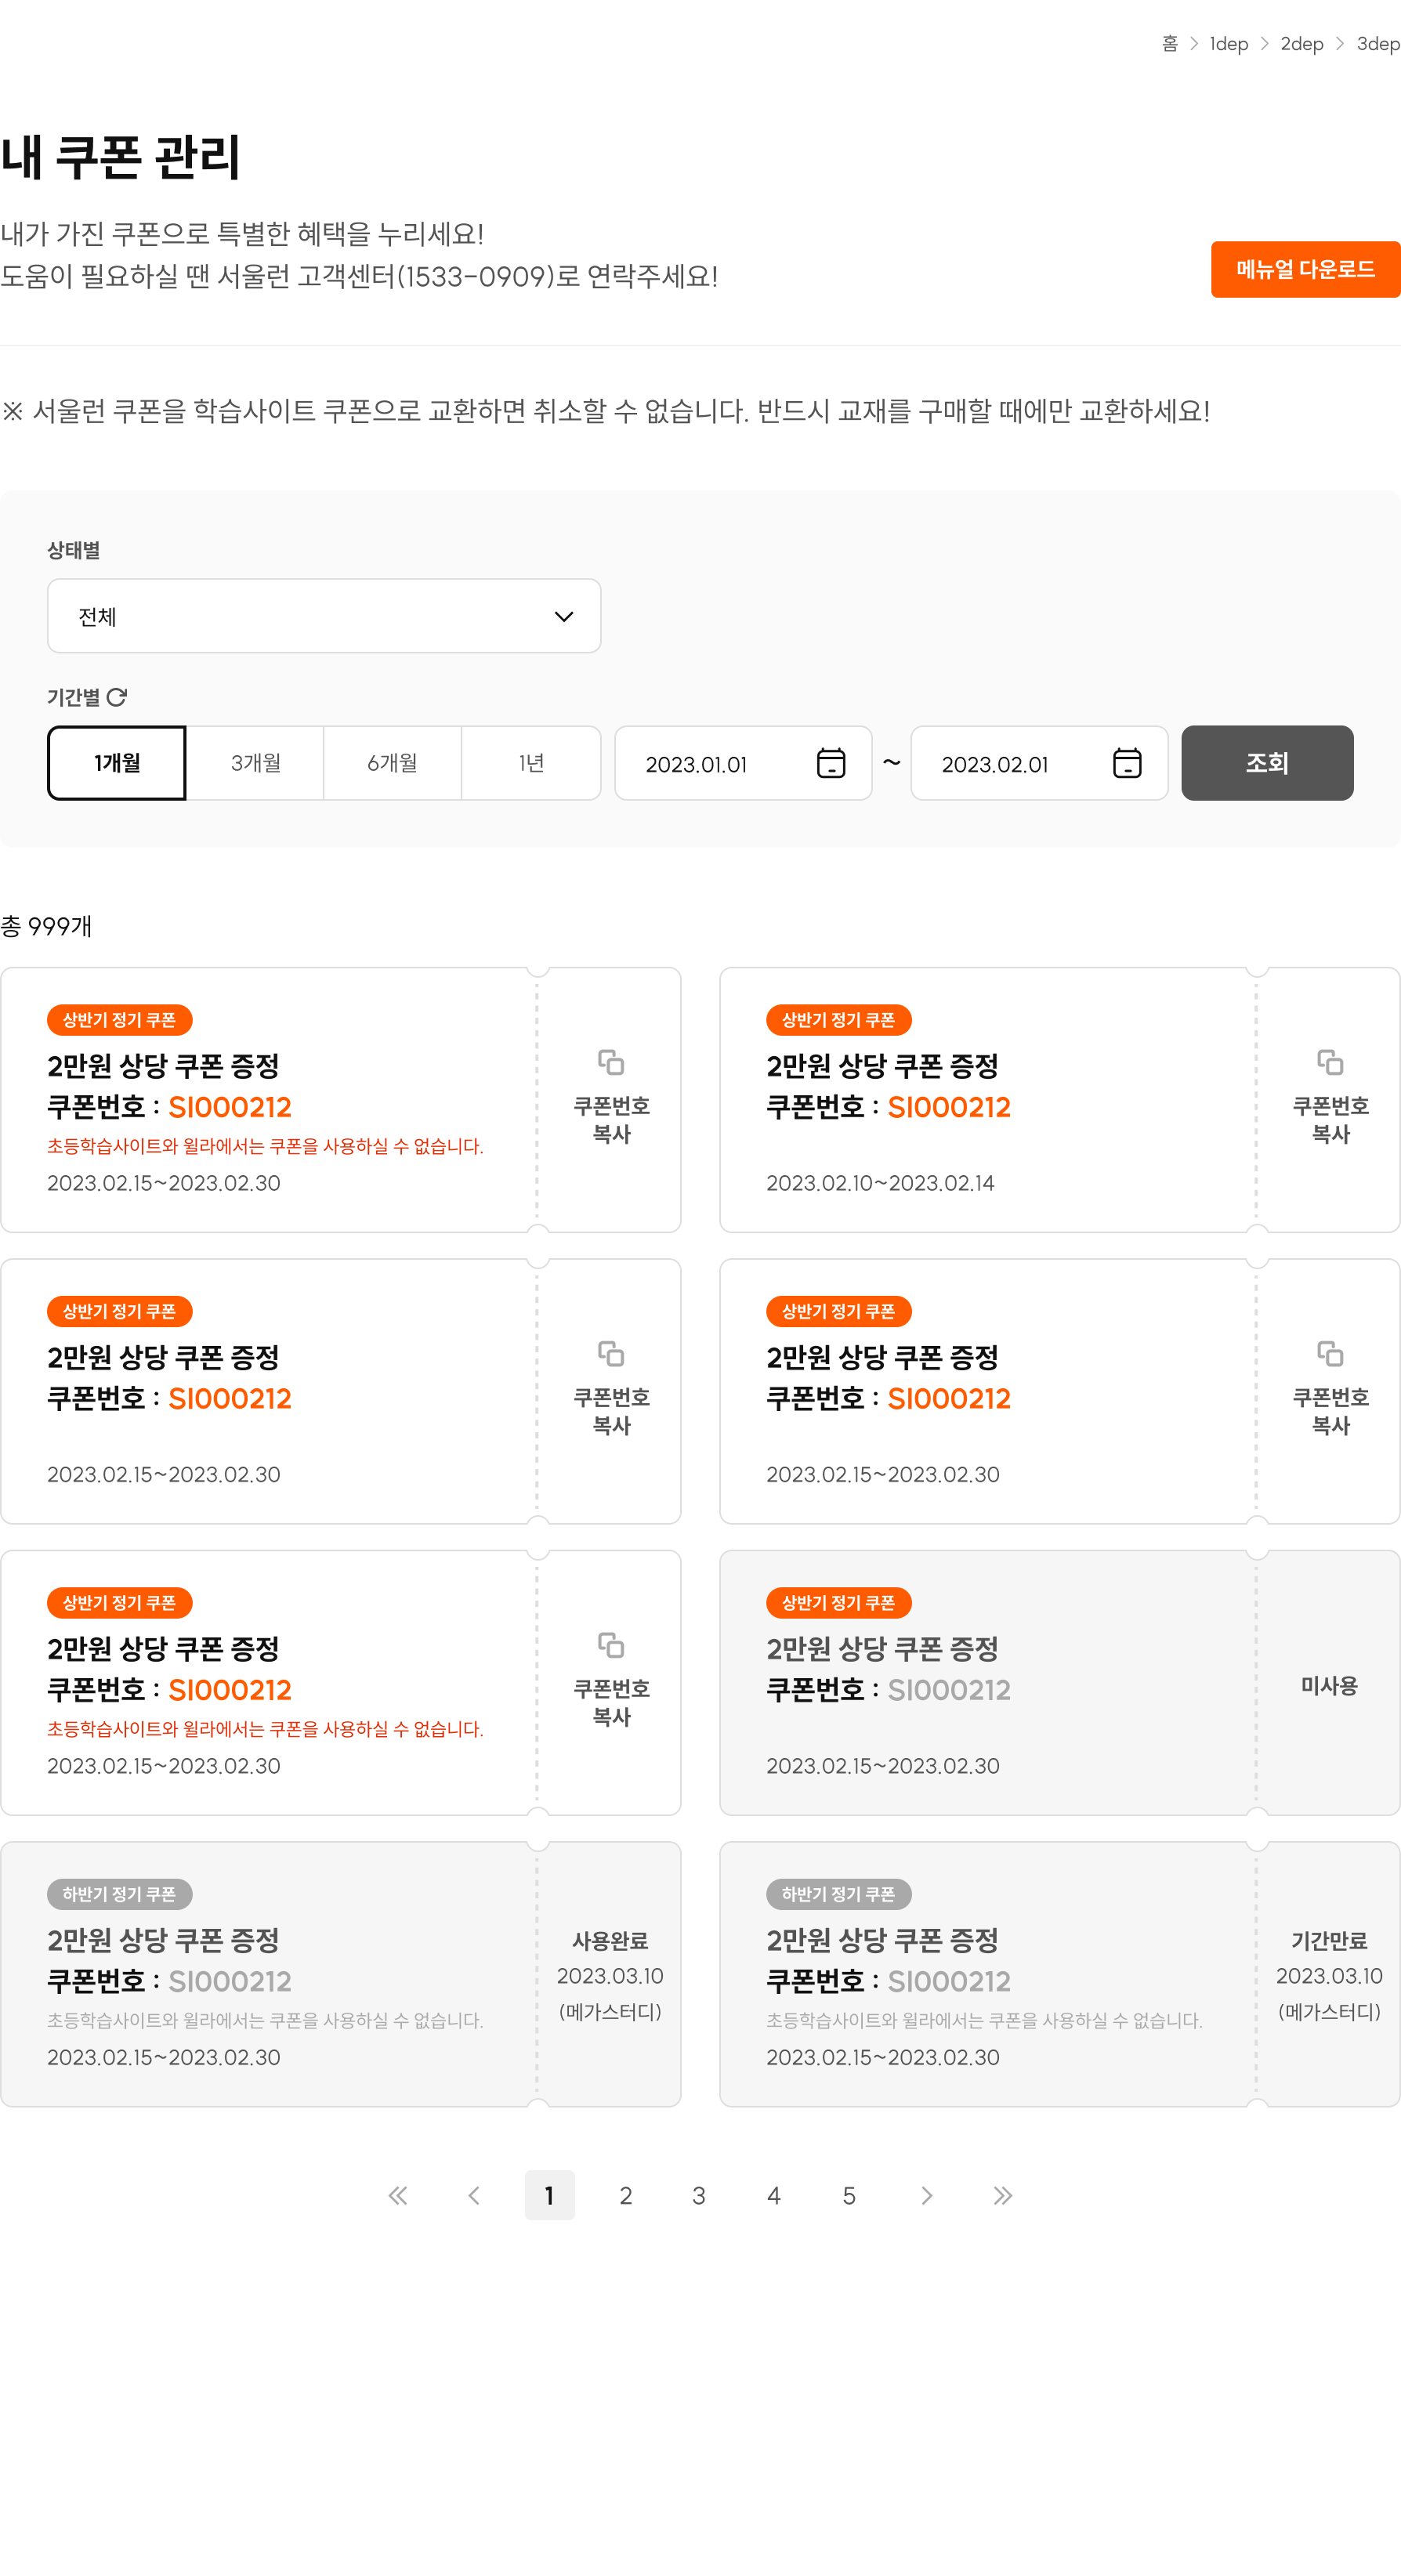 홈 > 1dep > 2dep > 3dep
내 쿠폰 관리
내가 가진 쿠폰으로 특별한 혜택을 누리세요!
도움이 필요하실 땐 서울런 고객센터(1533-0909)로 연락주세요!
메뉴얼 다운로드
※ 서울런 쿠폰을 학습사이트 쿠폰으로 교환하면 취소할 수 없습니다. 반드시 교재를 구매할 때에만 교환하세요!
상태별
전체
기간별
1개월 3개월 6개월 1년 2023.01.01 ~ 2023.02.01 조회
총 999개
상반기 정기 쿠폰
2만원 상당 쿠폰 증정
쿠폰번호 : SI000212
초등학습사이트와 윌라에서는 쿠폰을 사용하실 수 없습니다.
2023.02.15~2023.02.30
쿠폰번호
복사
상반기 정기 쿠폰
2만원 상당 쿠폰 증정
쿠폰번호 : SI000212
2023.02.10~2023.02.14
쿠폰번호
복사
상반기 정기 쿠폰
2만원 상당 쿠폰 증정
쿠폰번호 : SI000212
2023.02.15~2023.02.30
쿠폰번호
복사
상반기 정기 쿠폰
2만원 상당 쿠폰 증정
쿠폰번호 : SI000212
2023.02.15~2023.02.30
쿠폰번호
복사
상반기 정기 쿠폰
2만원 상당 쿠폰 증정
쿠폰번호 : SI000212
초등학습사이트와 윌라에서는 쿠폰을 사용하실 수 없습니다.
2023.02.15~2023.02.30
쿠폰번호
복사
상반기 정기 쿠폰
2만원 상당 쿠폰 증정
쿠폰번호 : SI000212
2023.02.15~2023.02.30
미사용
하반기 정기 쿠폰
2만원 상당 쿠폰 증정
쿠폰번호 : SI000212
초등학습사이트와 윌라에서는 쿠폰을 사용하실 수 없습니다.
2023.02.15~2023.02.30
사용완료
2023.03.10
(메가스터디)
하반기 정기 쿠폰
2만원 상당 쿠폰 증정
쿠폰번호 : SI000212
초등학습사이트와 윌라에서는 쿠폰을 사용하실 수 없습니다.
2023.02.15~2023.02.30
기간만료
2023.03.10
(메가스터디)
1 2 3 4 5